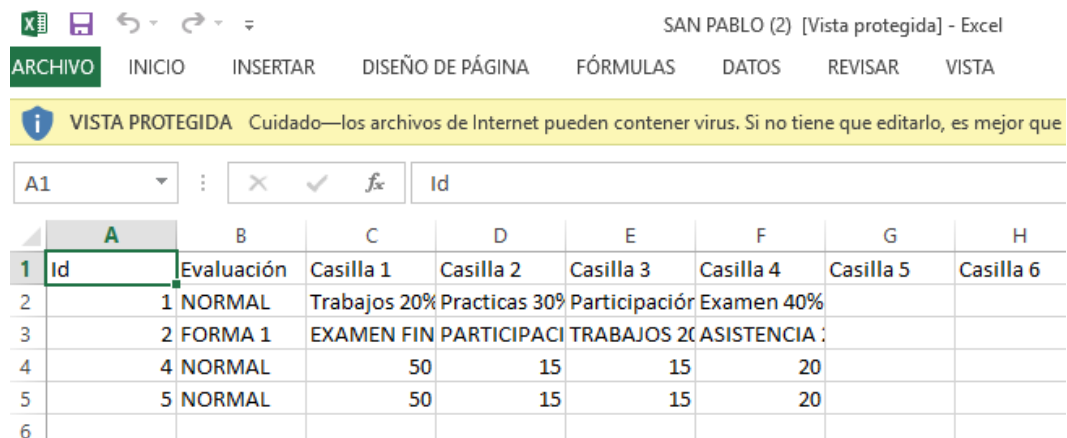 SAN PABLO (2) [Vista protegida] - Excel
ARCHIVO INICIO INSERTAR DISEÑO DE PÁGINA FÓRMULAS DATOS REVISAR VISTA
VISTA PROTEGIDA Cuidado—los archivos de Internet pueden contener virus. Si no tiene que editarlo, es mejor que
A1 fx Id
A B C D E F G H
1 Id Evaluación Casilla 1 Casilla 2 Casilla 3 Casilla 4 Casilla 5 Casilla 6
2 1 NORMAL Trabajos 20% Practicas 30% Participación Examen 40%
3 2 FORMA 1 EXAMEN FIN PARTICIPACI TRABAJOS 20 ASISTENCIA
4 4 NORMAL 50 15 15 20
5 5 NORMAL 50 15 15 20
6